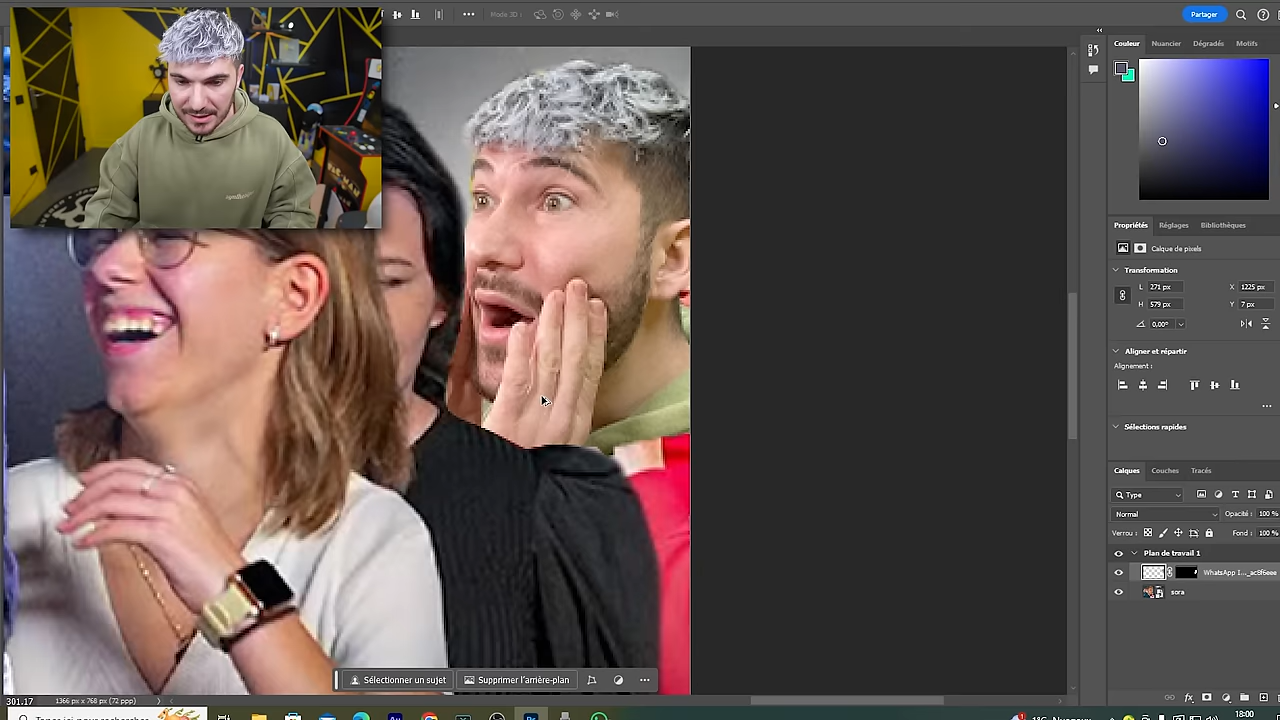 Mode 3D :
Partager
Couleur
Nuancier
Dégradés
Motifs
Propriétés
Réglages
Bibliothèques
Calque de pixels
Transformation
L 271 px X 1225 px
H 579 px Y 7 px
0,00°
Aligner et répartir
Alignement :
Sélections rapides
Calques
Couches
Tracés
Type
Normal
Opacité : 100 %
Verrou :
Fond : 100 %
Plan de travail 1
WhatsApp I..._ac8f6eee
sora
Sélectionner un sujet
Supprimer l'arrière-plan
301.17
1366 px x 768 px (72 ppp)
18:00